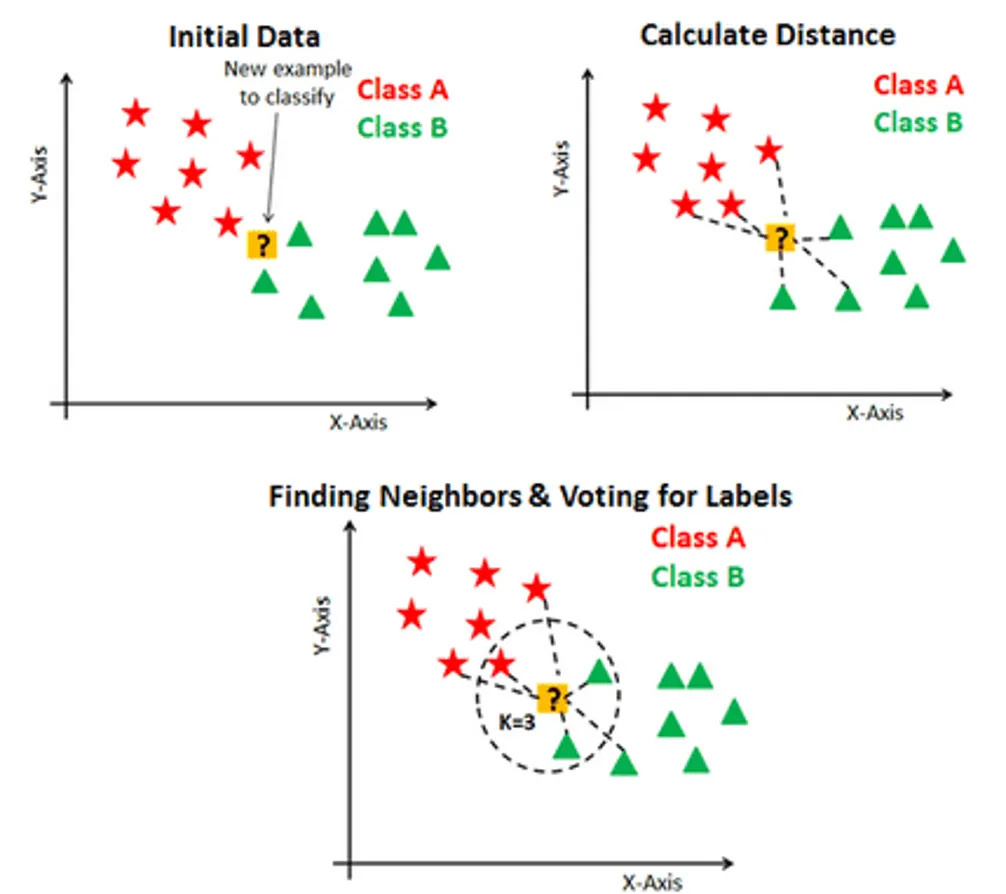 Initial Data
New example
to classify
Class A
Class B
Y-Axis
?
X-Axis
Calculate Distance
Class A
Class B
Y-Axis
?
X-Axis
Finding Neighbors & Voting for Labels
Class A
Class B
Y-Axis
?
K=3
X-Axis